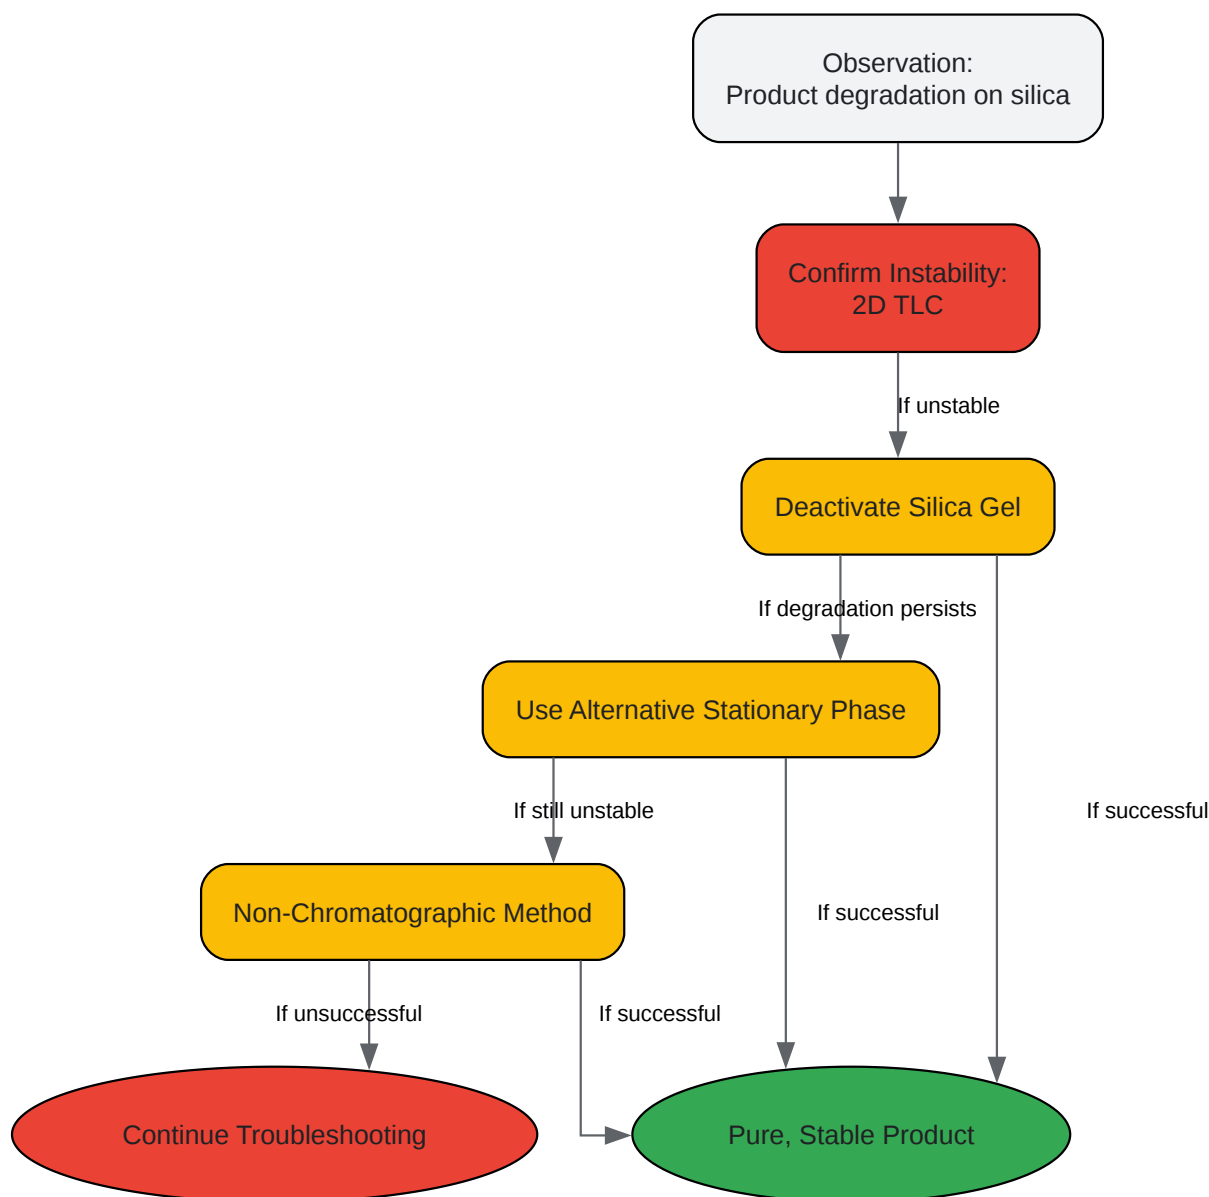 Observation:
Product degradation on silica
Confirm Instability:
2D TLC
If unstable
Deactivate Silica Gel
If degradation persists
Use Alternative Stationary Phase
If still unstable
If successful
Non-Chromatographic Method
If successful
If unsuccessful
If successful
Continue Troubleshooting
Pure, Stable Product